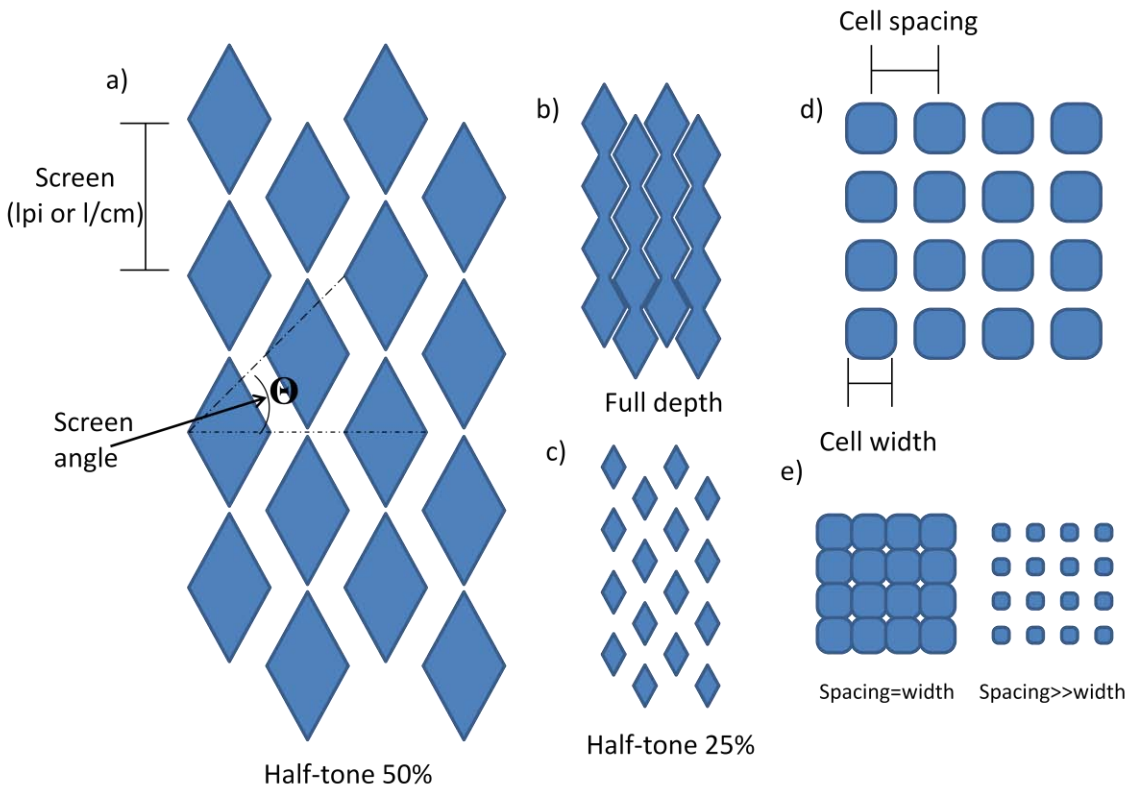 a)
Screen
(lpi or l/cm)
Screen
angle
Θ
Half-tone 50%
b)
Full depth
c)
Half-tone 25%
Cell spacing
d)
Cell width
e)
Spacing=width
Spacing>>width